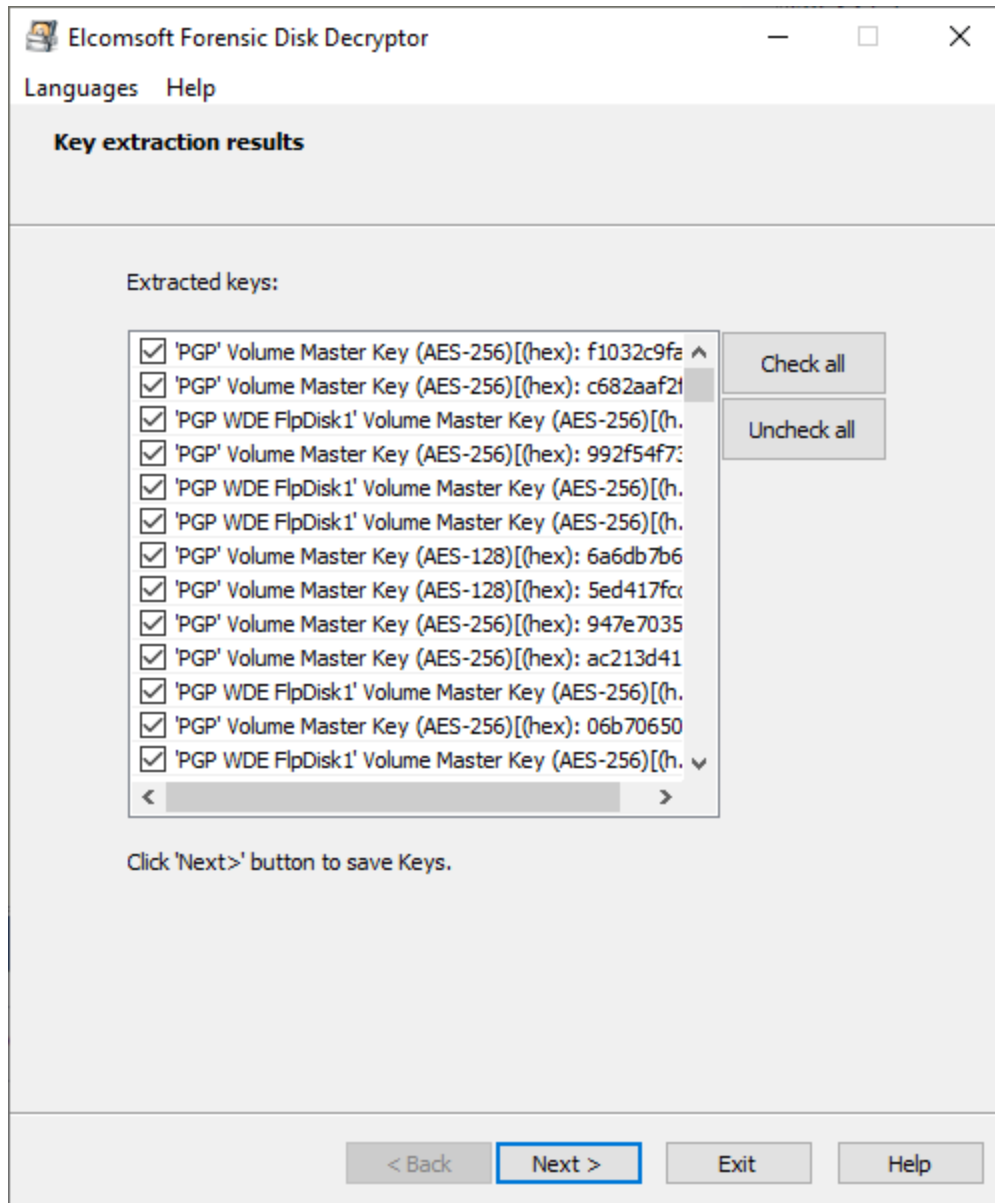 Elcomsoft Forensic Disk Decryptor
Languages Help
Key extraction results
Extracted keys:
'PGP' Volume Master Key (AES-256)[(hex): f1032c9fa
Check all
'PGP' Volume Master Key (AES-256)[(hex): c682aaf2f
'PGP WDE FlpDisk1' Volume Master Key (AES-256)[(h.
Uncheck all
'PGP' Volume Master Key (AES-256)[(hex): 992f54f73
'PGP WDE FlpDisk1' Volume Master Key (AES-256)[(h.
'PGP WDE FlpDisk1' Volume Master Key (AES-256)[(h.
'PGP' Volume Master Key (AES-128)[(hex): 6a6db7b6
'PGP' Volume Master Key (AES-128)[(hex): 5ed417fcc
'PGP' Volume Master Key (AES-256)[(hex): 947e7035
'PGP' Volume Master Key (AES-256)[(hex): ac213d41
'PGP WDE FlpDisk1' Volume Master Key (AES-256)[(h.
'PGP' Volume Master Key (AES-256)[(hex): 06b70650
'PGP WDE FlpDisk1' Volume Master Key (AES-256)[(h.
Click 'Next>' button to save Keys.
< Back Next > Exit Help